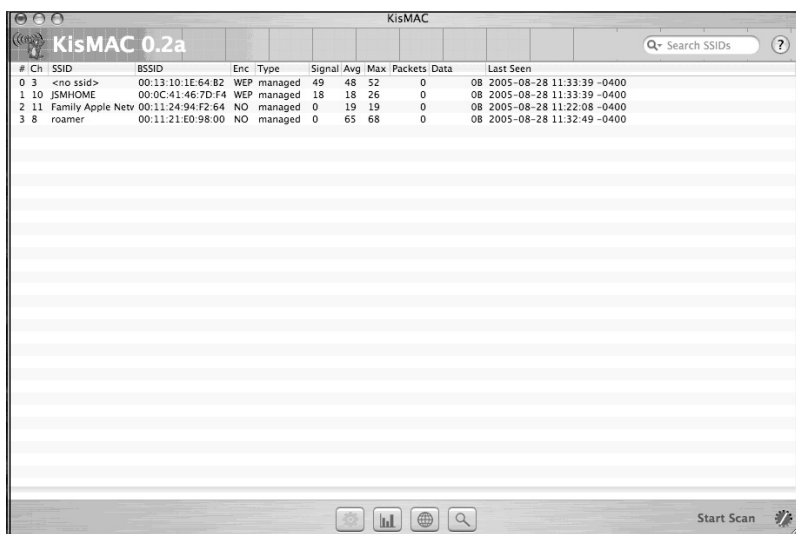 KisMAC
KisMAC 0.2a
Search SSIDs
?
# Ch SSID BSSID Enc Type Signal Avg Max Packets Data Last Seen
0 3 <no ssid> 00:13:10:1E:64:B2 WEP managed 49 48 52 0 0B 2005-08-28 11:33:39 -0400
1 10 JSMHOME 00:0C:41:46:7D:F4 WEP managed 18 18 26 0 0B 2005-08-28 11:33:39 -0400
2 11 Family Apple Netv 00:11:24:94:F2:64 NO managed 0 19 19 0 0B 2005-08-28 11:22:08 -0400
3 8 roamer 00:11:21:E0:98:00 NO managed 0 65 68 0 0B 2005-08-28 11:32:49 -0400
Start Scan